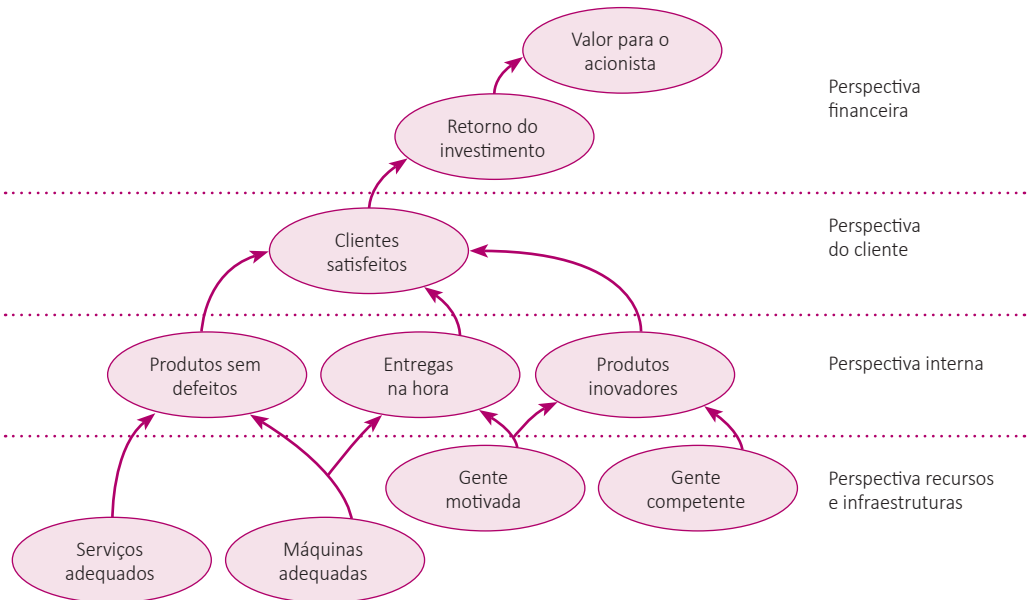 Valor para o
acionista
Perspectiva
financeira
Retorno do
investimento
Clientes
satisfeitos
Perspectiva
do cliente
Produtos sem
defeitos
Entregas
na hora
Produtos
inovadores
Perspectiva interna
Gente
motivada
Gente
competente
Perspectiva recursos
e infraestruturas
Serviços
adequados
Máquinas
adequadas